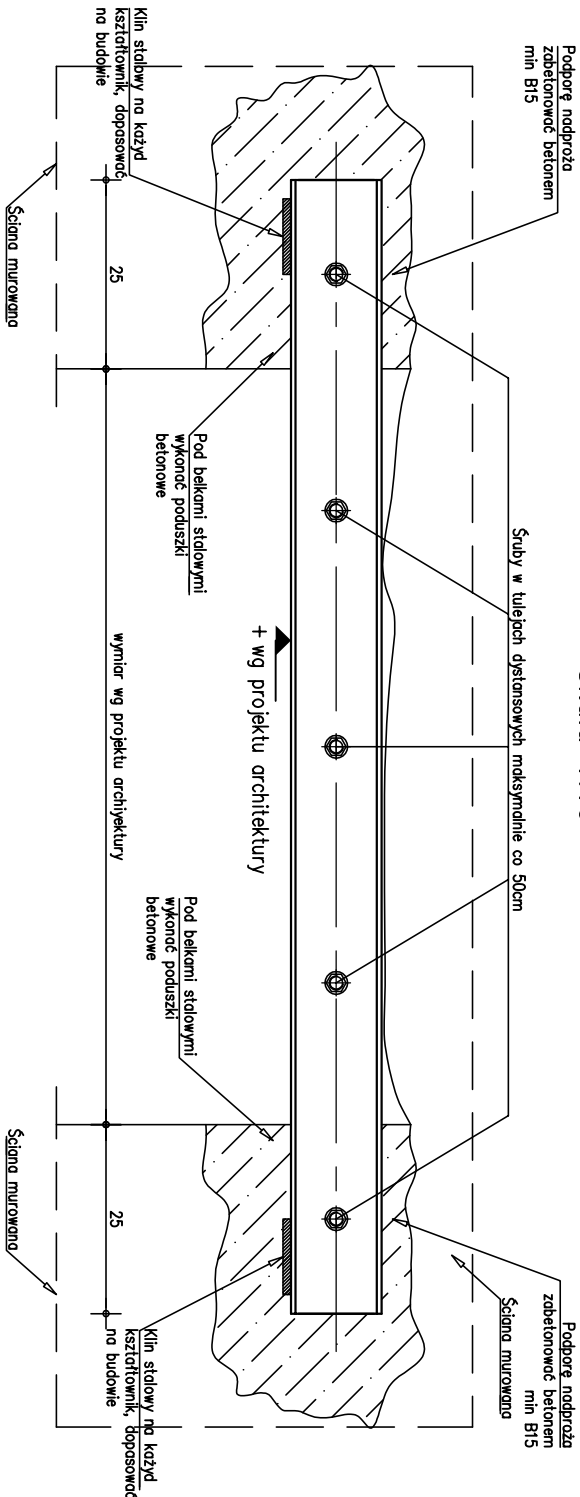 Podporę nadproża
zabetonować betonem
min B15
Śruby w tulejach dystansowych maksymalnie co 50cm
Podporę nadproża
zabetonować betonem
min B15
Ściana murowana
+ wg projektu architektury
Pod belkami stalowymi
wykonać poduszki
betonowe
Pod belkami stalowymi
wykonać poduszki
betonowe
Klin stalowy na każyd
kształtownik, dopasować
na budowie
25
wymiar wg projektu archiyektury
25
Klin stalowy na każyd
kształtownik, dopasować
na budowie
Ściana murowana
Ściana murowana